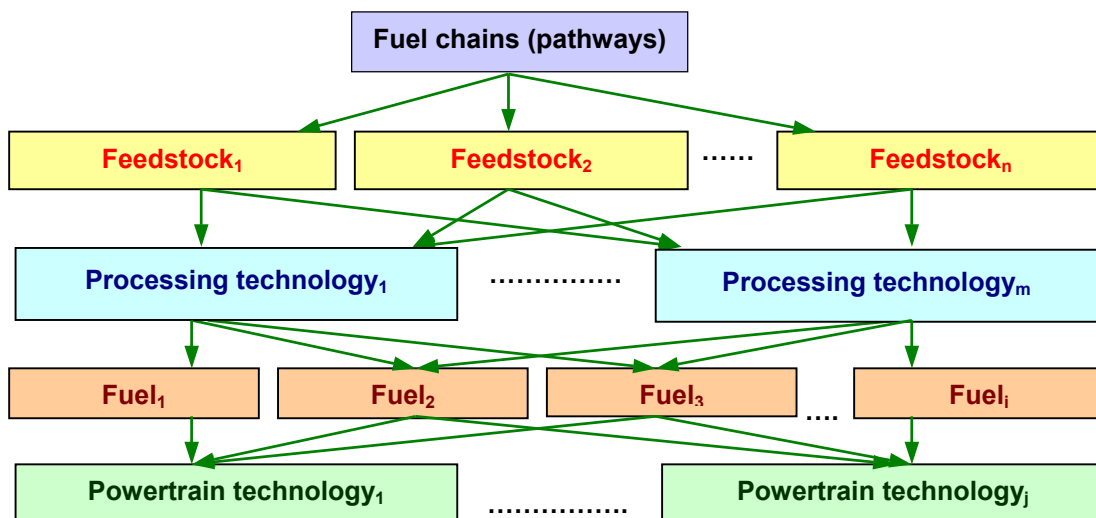 Fuel chains (pathways)
Feedstock₁ Feedstock₂ ...... Feedstockₙ
Processing technology₁ ............... Processing technologyₘ
Fuel₁ Fuel₂ Fuel₃ .... Fuelᵢ
Powertrain technology₁ ................ Powertrain technologyⱼ